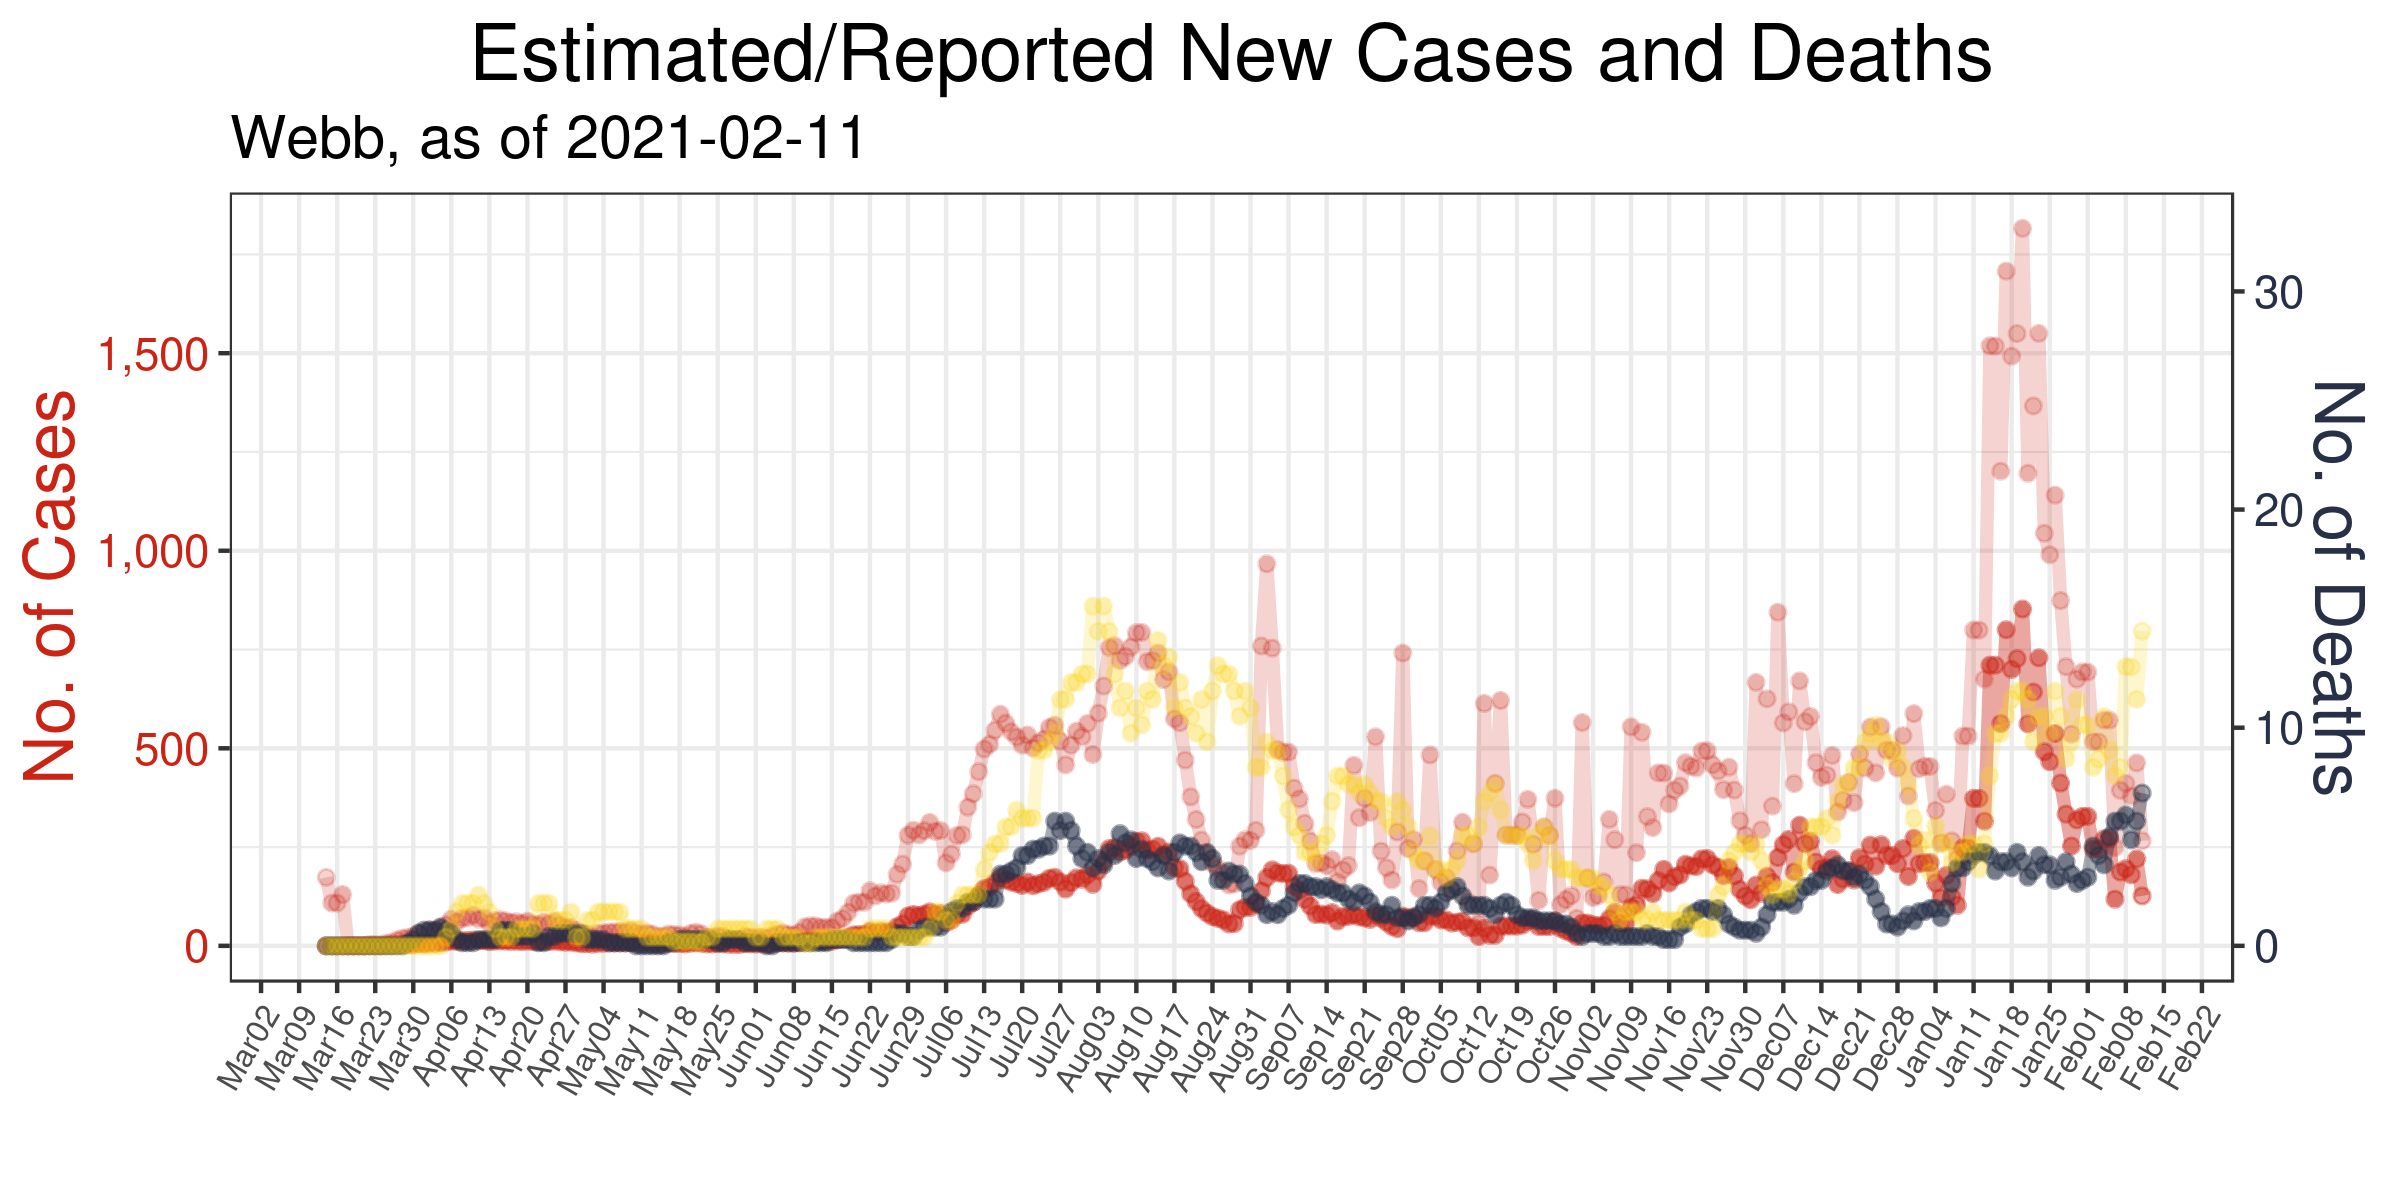 Estimated/Reported New Cases and Deaths
Webb, as of 2021-02-11
No. of Cases
1,500
1,000
500
0
30
20
10
0
No. of Deaths
Mar02
Mar09
Mar16
Mar23
Mar30
Apr06
Apr13
Apr20
Apr27
May04
May11
May18
May25
Jun01
Jun08
Jun15
Jun22
Jun29
Jul06
Jul13
Jul20
Jul27
Aug03
Aug10
Aug17
Aug24
Aug31
Sep07
Sep14
Sep21
Sep28
Oct05
Oct12
Oct19
Oct26
Nov02
Nov09
Nov16
Nov23
Nov30
Dec07
Dec14
Dec21
Dec28
Jan04
Jan11
Jan18
Jan25
Feb01
Feb08
Feb15
Feb22